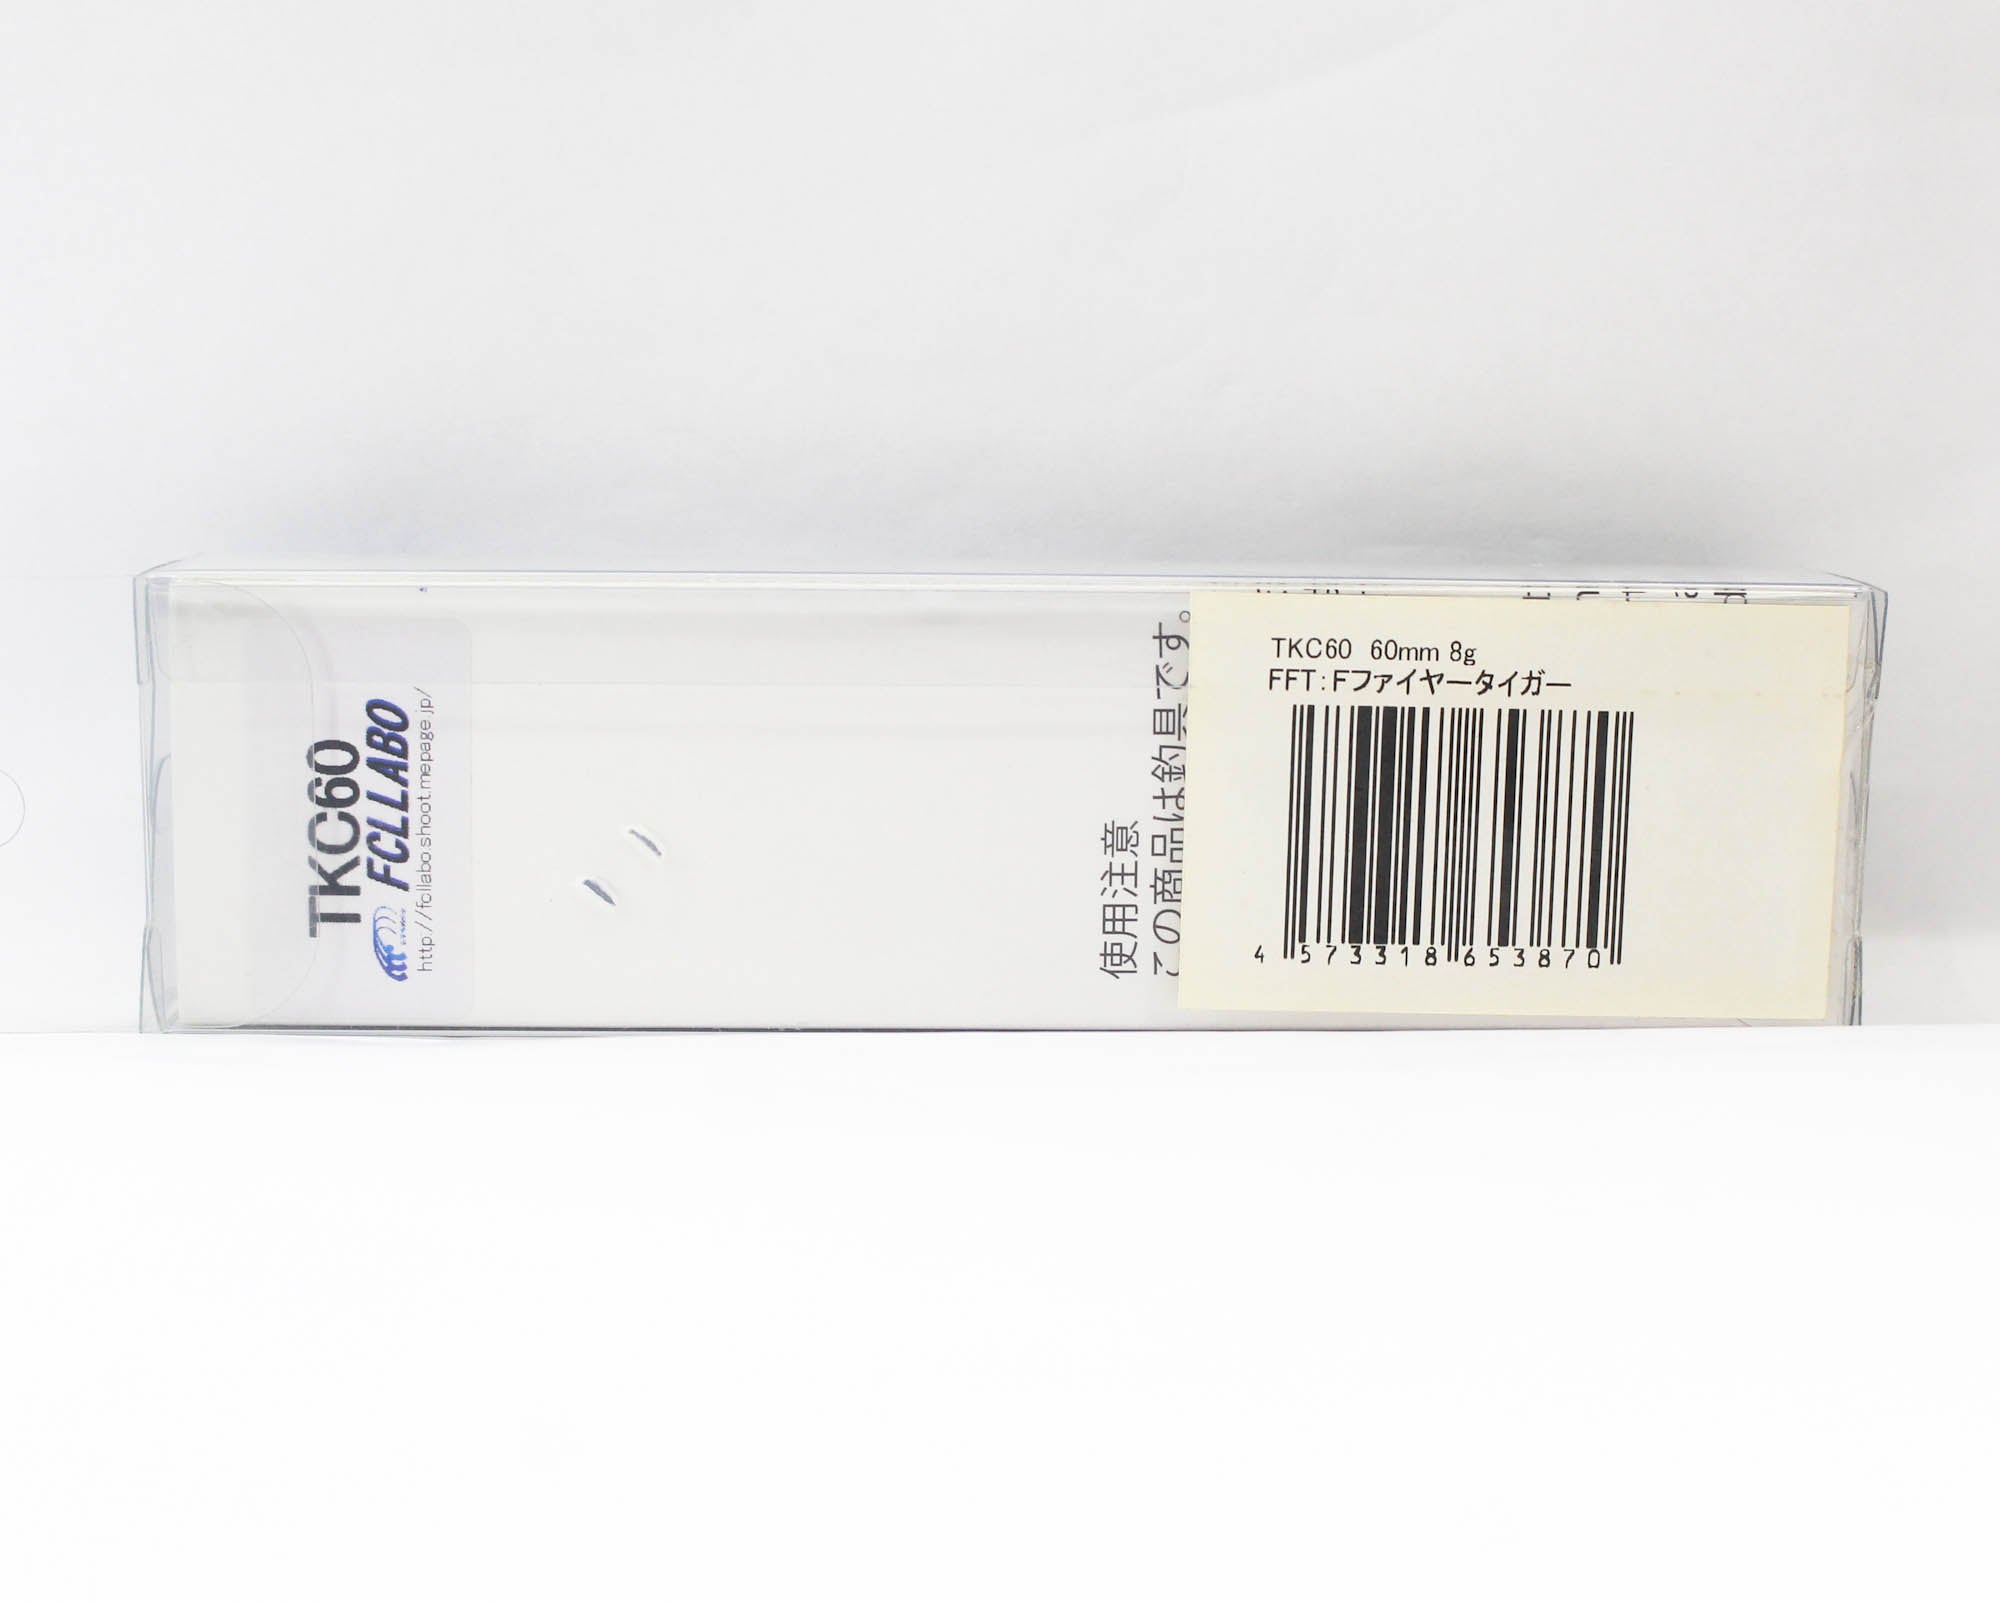 TKC60
FCLLABO
http://fcllabo.shoot.mepage.jp/
使用注意
この商品は釣具です。
TKC60 60mm 8g
FFT:Fファイヤータイガー
4 573318 653870